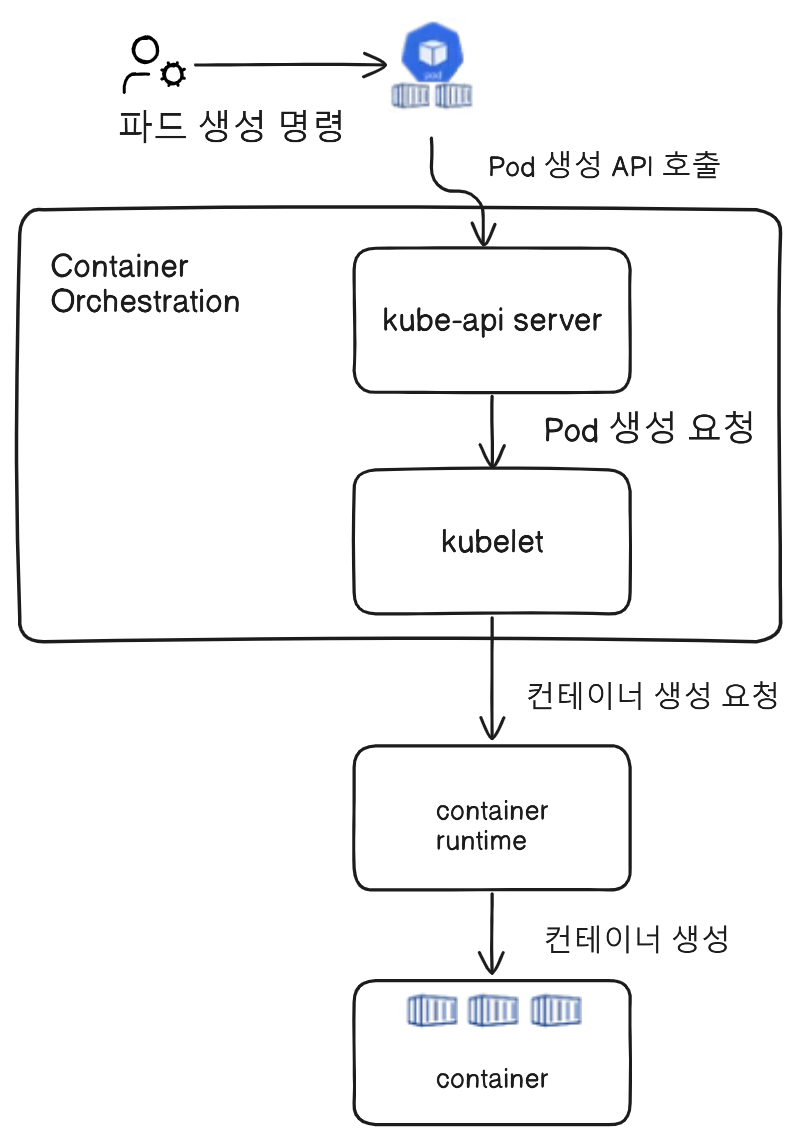 pod
파드 생성 명령
Pod 생성 API 호출
Container
Orchestration
kube-api server
Pod 생성 요청
kubelet
컨테이너 생성 요청
container
runtime
컨테이너 생성
container